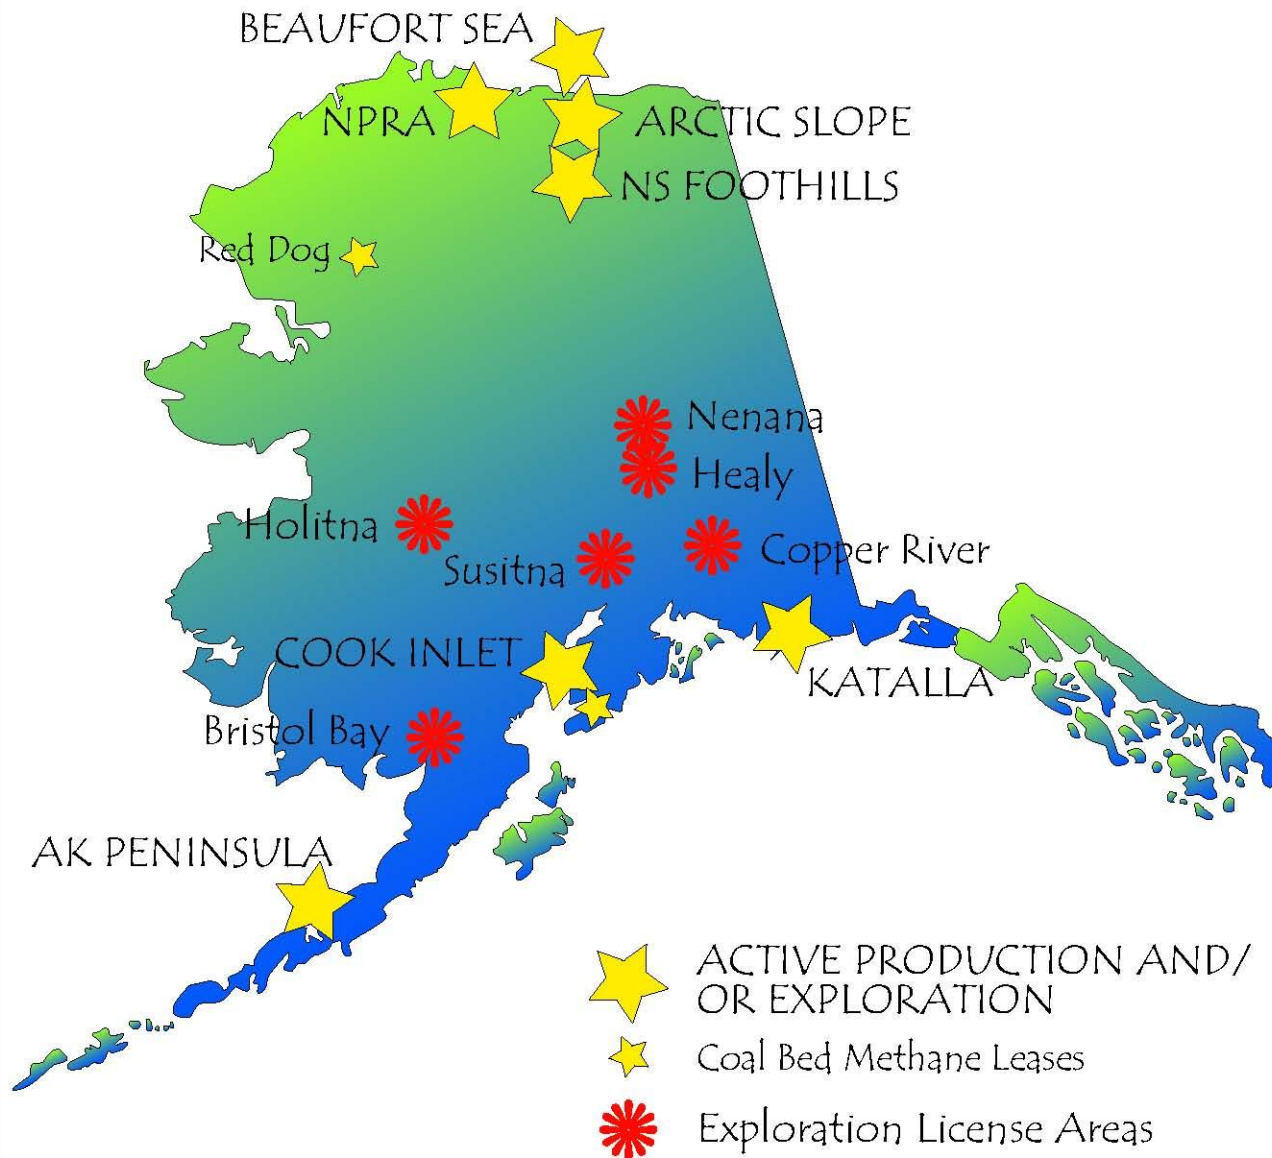 BEAUFORT SEA
NPRA
ARCTIC SLOPE
NS FOOTHILLS
Red Dog
Nenana
Healy
Holitna
Susitna
Copper River
COOK INLET
KATALLA
Bristol Bay
AK PENINSULA
ACTIVE PRODUCTION AND/
OR EXPLORATION
Coal Bed Methane Leases
Exploration License Areas